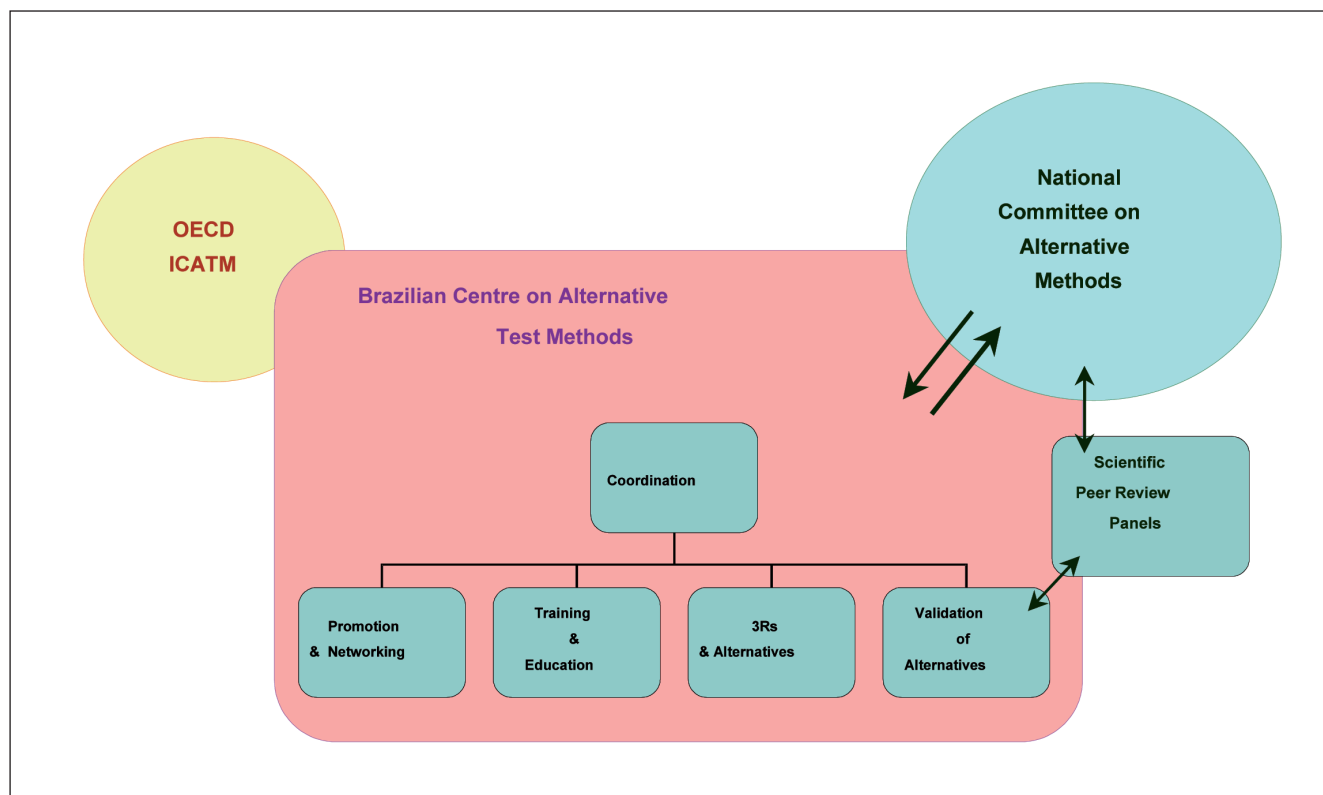 OECD
ICATM
National
Committee on
Alternative
Methods
Brazilian Centre on Alternative
Test Methods
Scientific
Peer Review
Panels
Coordination
Promotion
& Networking
Training
&
Education
3Rs
& Alternatives
Validation
of
Alternatives